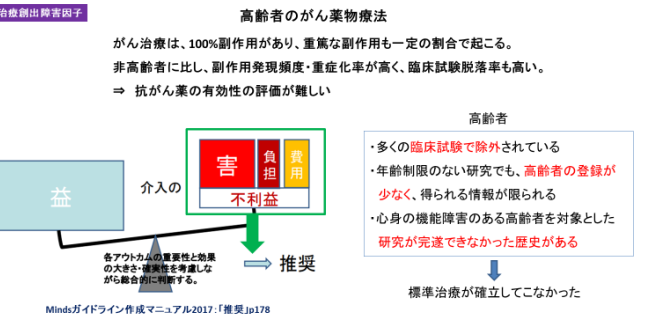 治療創出障害因子
高齢者のがん薬物療法
がん治療は、100%副作用があり、重篤な副作用も一定の割合で起こる。
非高齢者に比し、副作用発現頻度・重症化率が高く、臨床試験脱落率も高い。
⇒ 抗がん薬の有効性の評価が難しい
益
介入の
害
負担
費用
不利益
各アウトカムの重要性と効果
の大きさ・確実性を考慮しな
がら総合的に判断する。
推奨
Mindsガイドライン作成マニュアル2017:「推奨」p178
高齢者
・多くの臨床試験で除外されている
・年齢制限のない研究でも、高齢者の登録が
少なく、得られる情報が限られる
・心身の機能障害のある高齢者を対象とした
研究が完遂できなかった歴史がある
標準治療が確立してこなかった